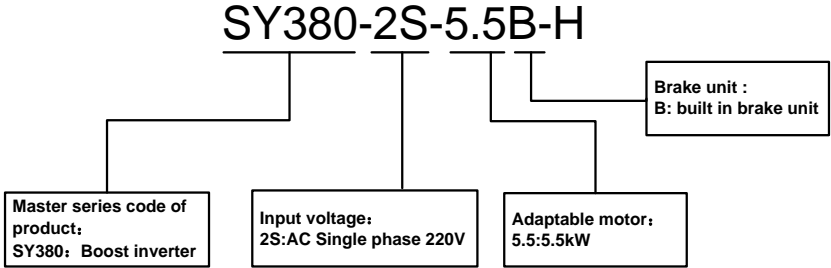 SY380-2S-5.5B-H
Brake unit :
B: built in brake unit
Master series code of
product：
SY380：Boost inverter
Input voltage：
2S:AC Single phase 220V
Adaptable motor：
5.5:5.5kW